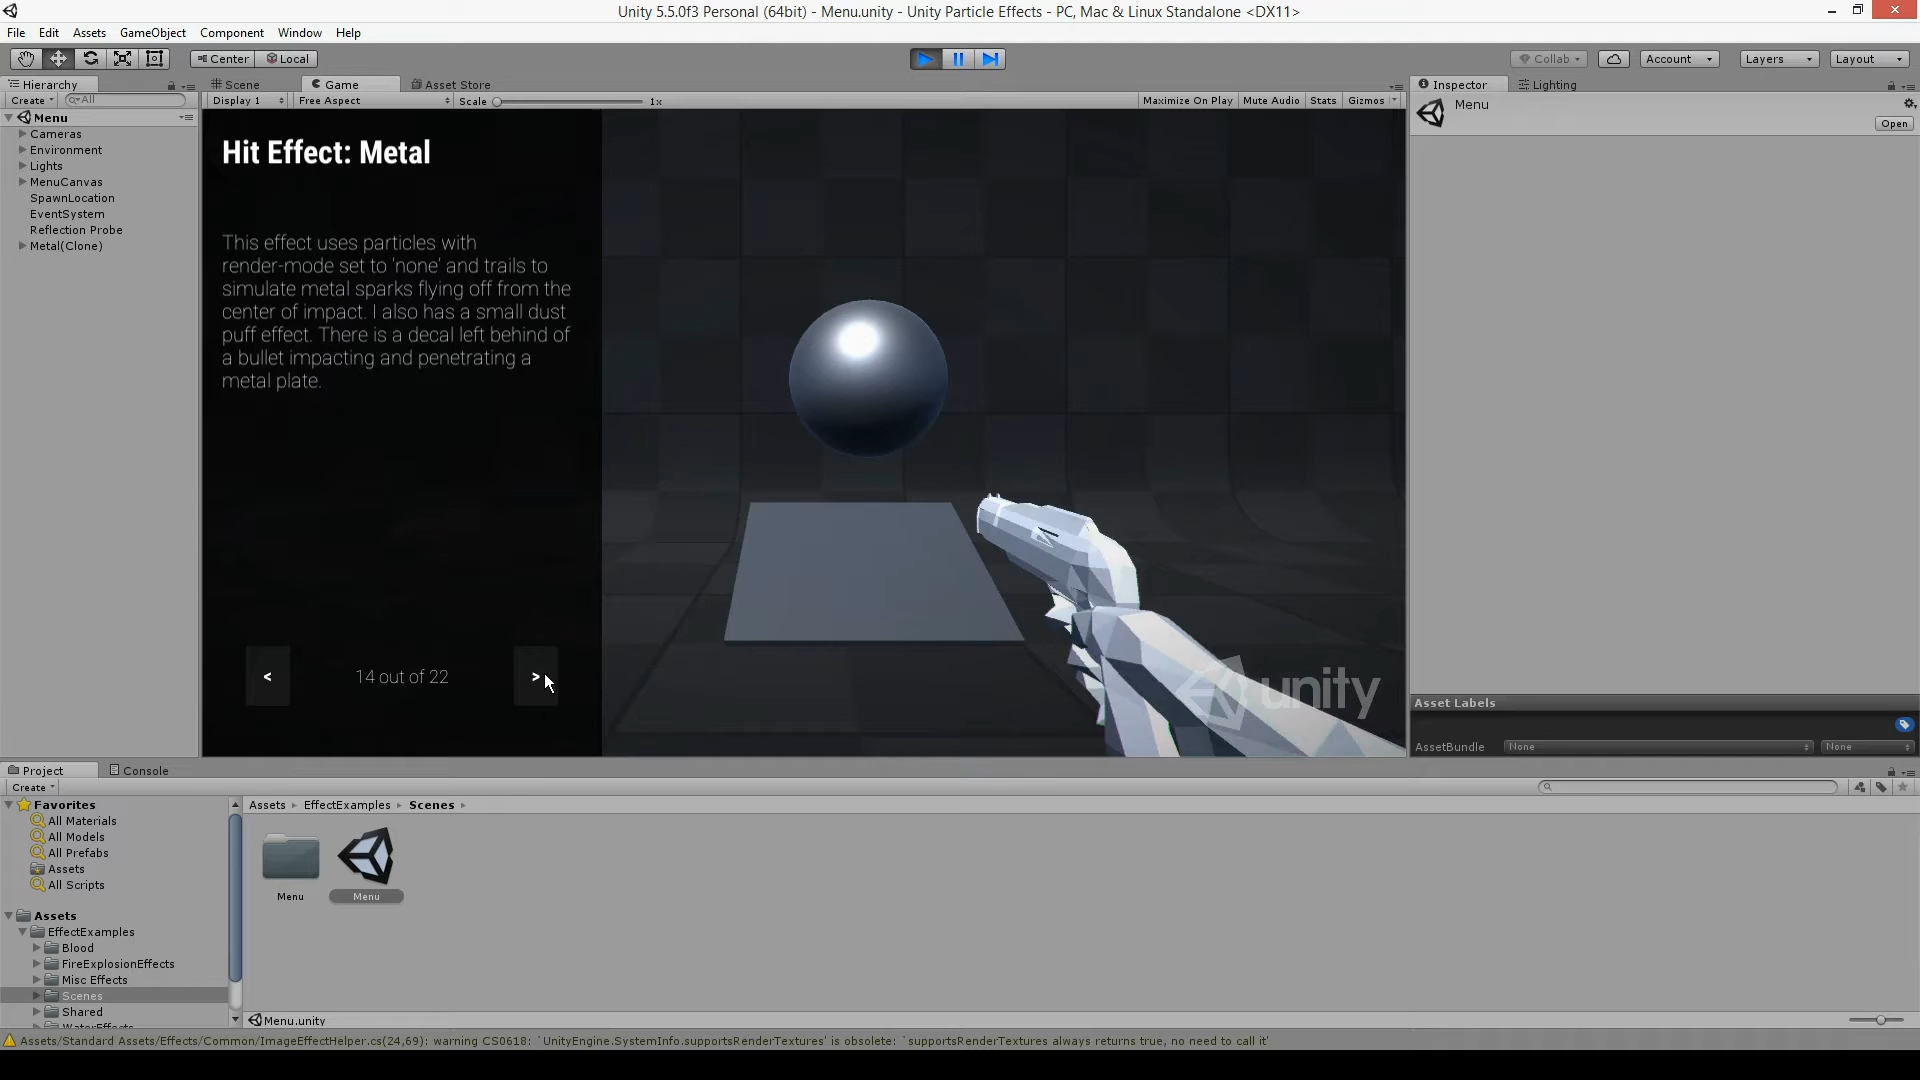 Unity 5.5.0f3 Personal (64bit) - Menu.unity - Unity Particle Effects - PC, Mac & Linux Standalone <DX11>
File Edit Assets GameObject Component Window Help
Center Local Collab Account Layers Layout
Hierarchy Scene Game Asset Store Inspector Lighting
Create All Display 1 Free Aspect Scale 1x Maximize On Play Mute Audio Stats Gizmos Menu
Menu
Open
Cameras
Environment
Lights
MenuCanvas
SpawnLocation
EventSystem
Reflection Probe
Metal(Clone)
Hit Effect: Metal
This effect uses particles with
render-mode set to 'none' and trails to
simulate metal sparks flying off from the
center of impact. I also has a small dust
puff effect. There is a decal left behind of
a bullet impacting and penetrating a
metal plate.
< 14 out of 22 >
unity
Asset Labels
AssetBundle None None
Project Console
Create
Favorites
All Materials
All Models
All Prefabs
Assets
All Scripts
Assets
EffectExamples
Blood
FireExplosionEffects
Misc Effects
Scenes
Shared
WaterEffects
Assets EffectExamples Scenes
Menu Menu
Menu.unity
Assets/Standard Assets/Effects/Common/ImageEffectHelper.cs(24,69): warning CS0618: `UnityEngine.SystemInfo.supportsRenderTextures' is obsolete: `supportsRenderTextures always returns true, no need to call it'